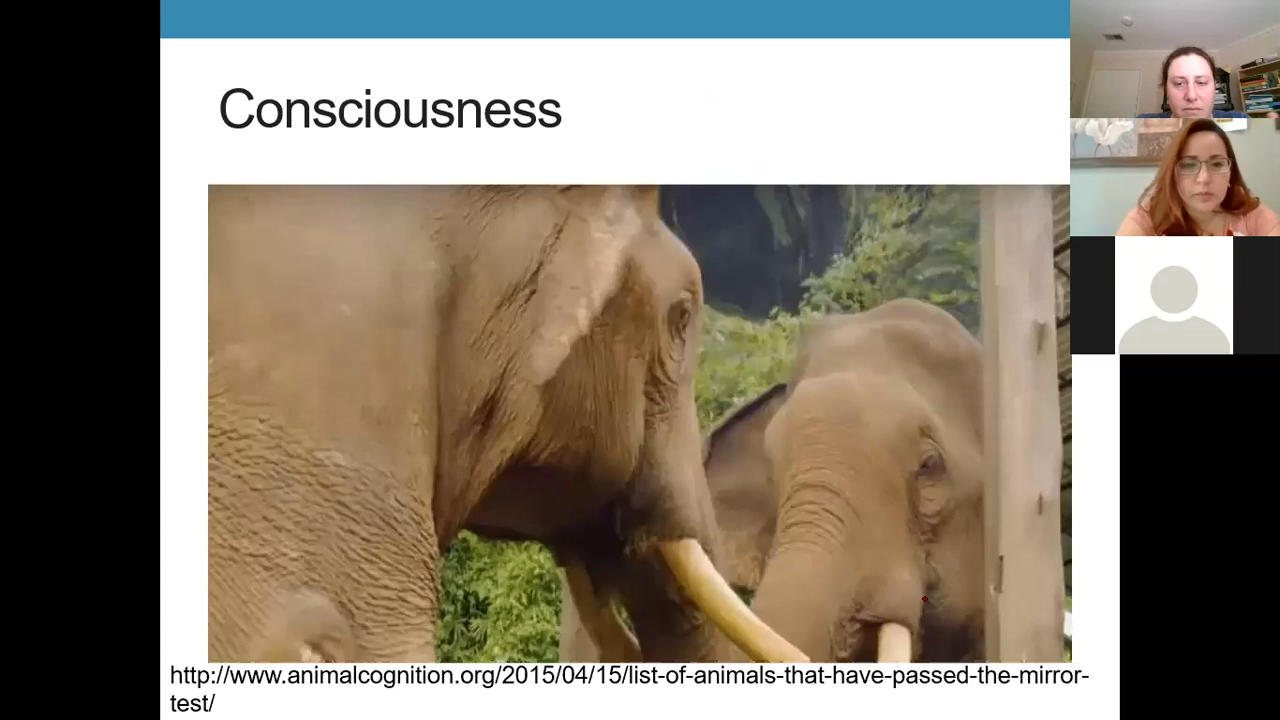 Consciousness
http://www.animalcognition.org/2015/04/15/list-of-animals-that-have-passed-the-mirror-
test/